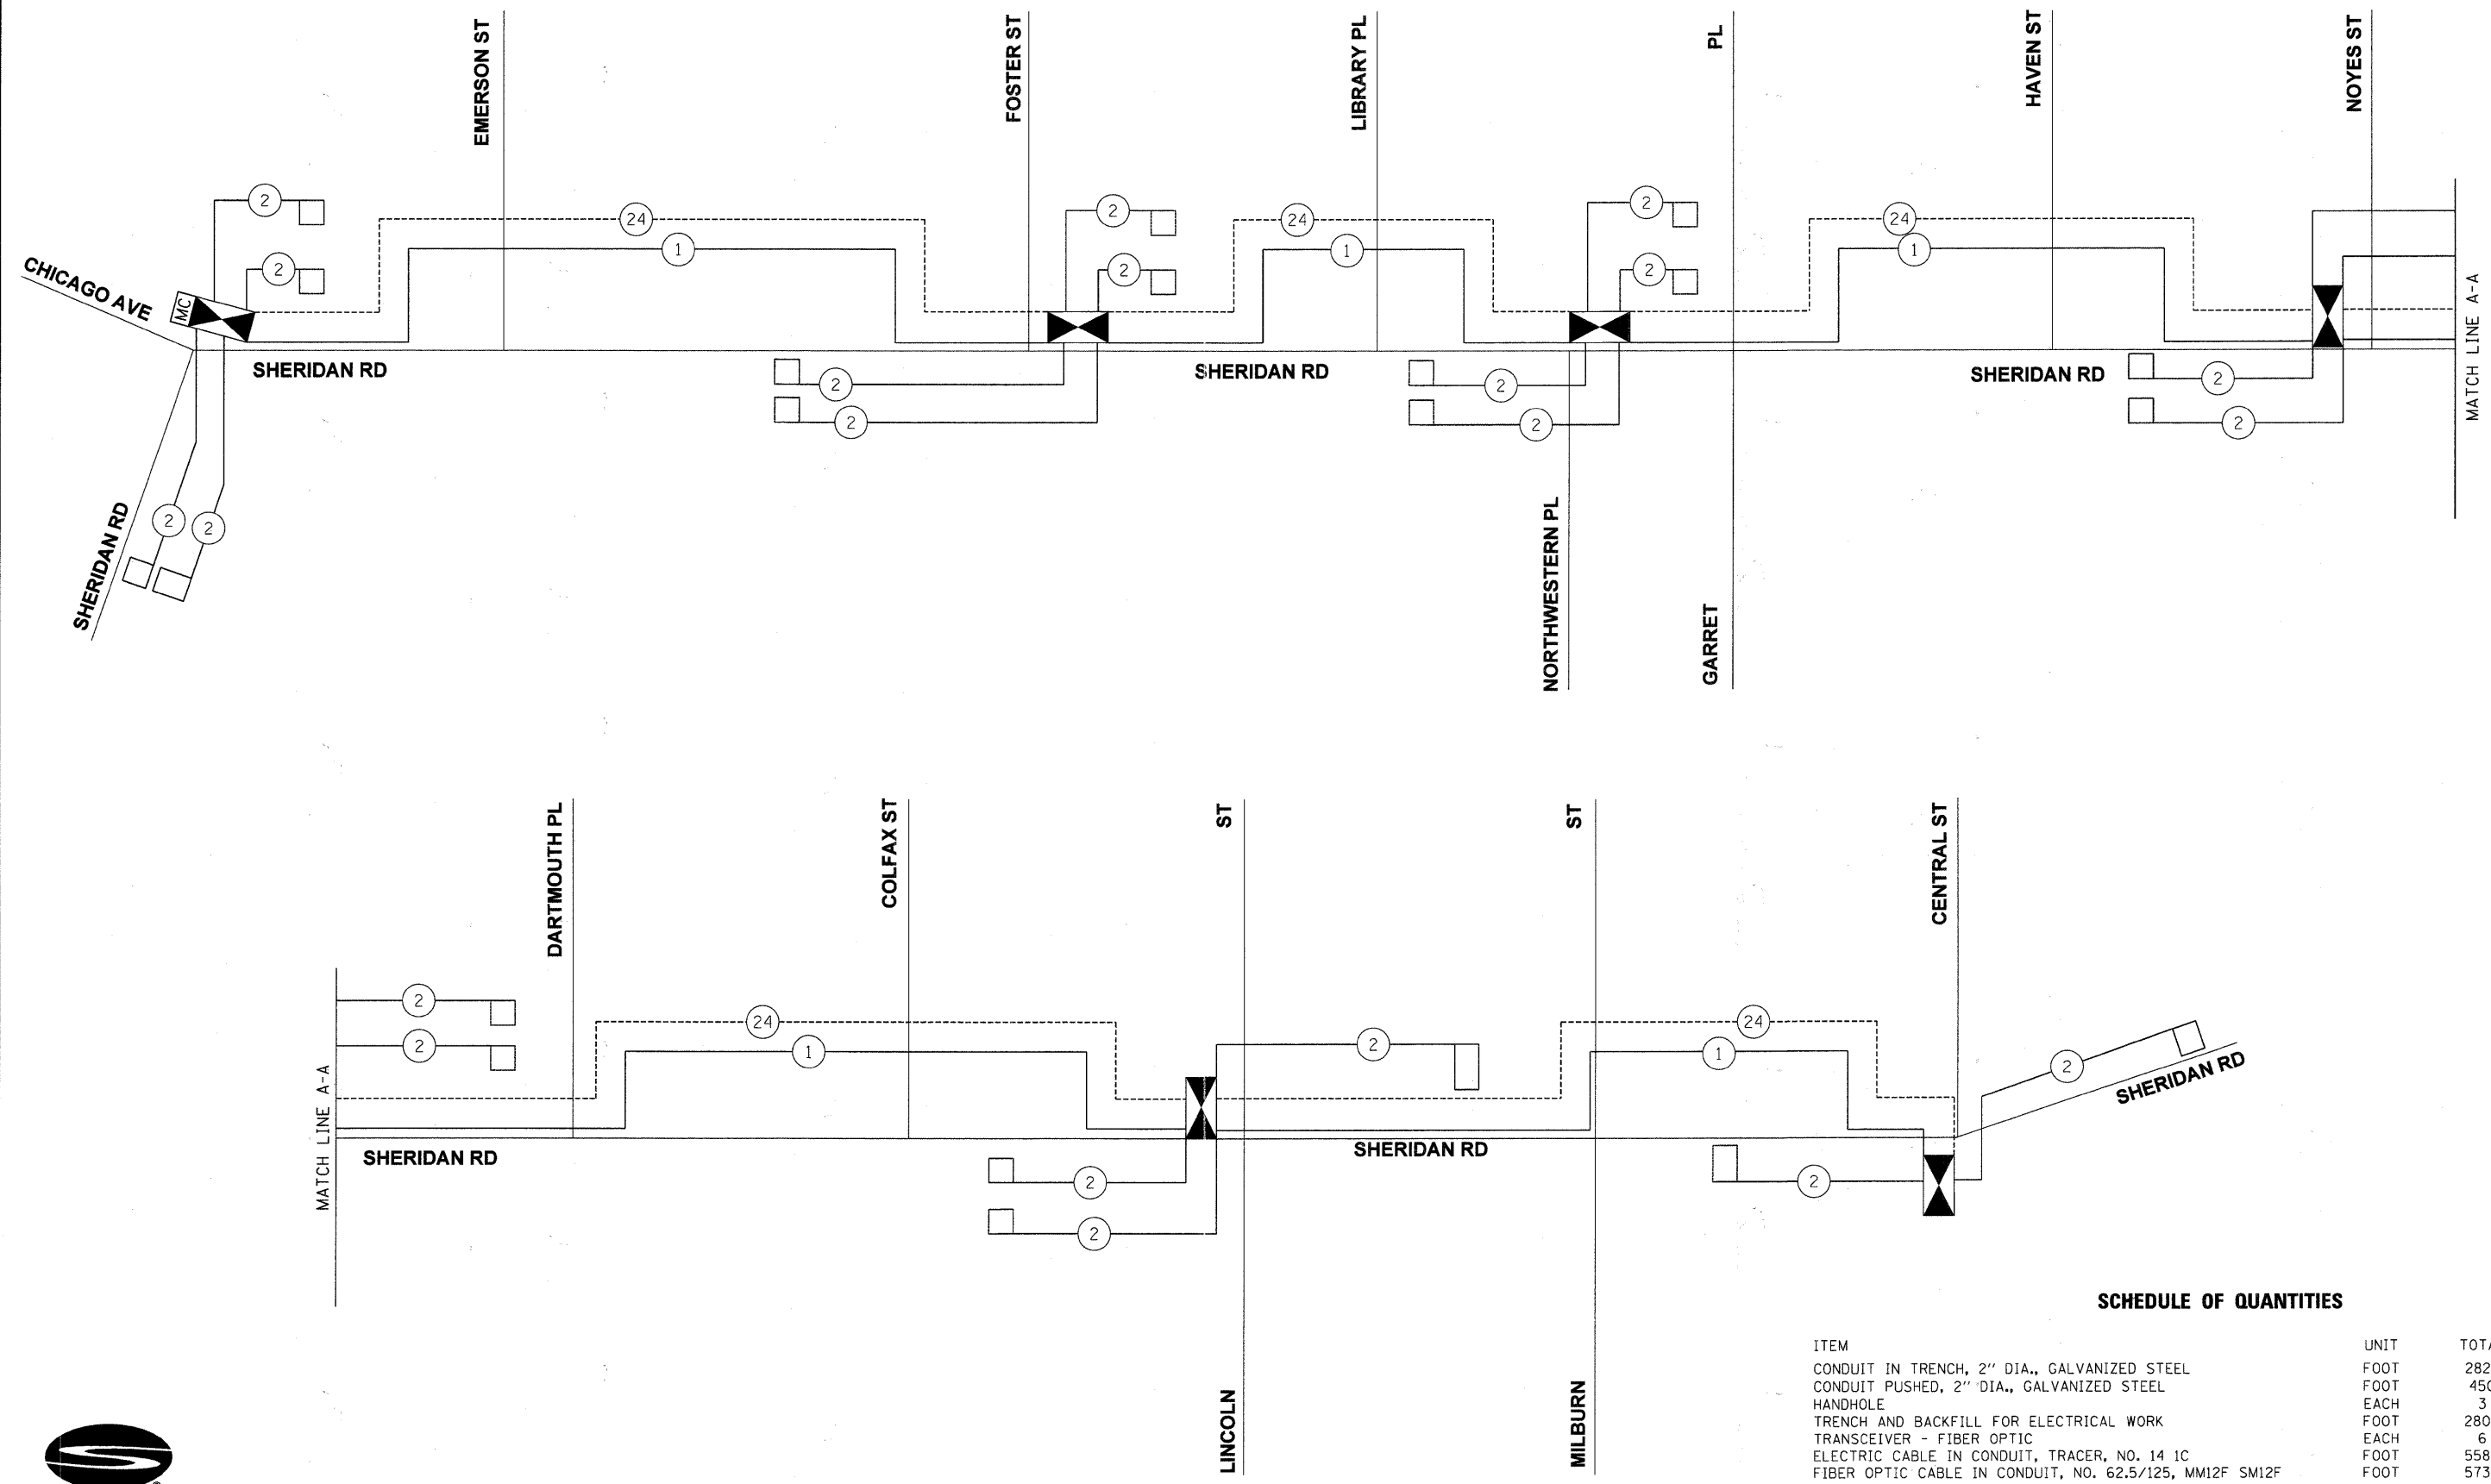 EMERSON ST
FOSTER ST
LIBRARY PL
PL
HAVEN ST
NOYES ST
2
2
2
2
2
2
24
24
24
1
1
1
CHICAGO AVE
MC
SHERIDAN RD
SHERIDAN RD
SHERIDAN RD
2
2
2
2
2
2
MATCH LINE A-A
2
2
SHERIDAN RD
NORTHWESTERN PL
GARRET
DARTMOUTH PL
COLFAX ST
ST
ST
CENTRAL ST
2
2
24
24
1
1
2
2
SHERIDAN RD
MATCH LINE A-A
SHERIDAN RD
SHERIDAN RD
2
2
2
LINCOLN
MILBURN
SCHEDULE OF QUANTITIES
ITEM UNIT
CONDUIT IN TRENCH, 2" DIA., GALVANIZED STEEL FOOT
CONDUIT PUSHED, 2" DIA., GALVANIZED STEEL FOOT
HANDHOLE EACH 3
TRENCH AND BACKFILL FOR ELECTRICAL WORK FOOT
TRANSCEIVER - FIBER OPTIC EACH 6
ELECTRIC CABLE IN CONDUIT, TRACER, NO. 14 1C FOOT
FIBER OPTIC CABLE IN CONDUIT, NO. 62.5/125, MM12F SM12F FOOT